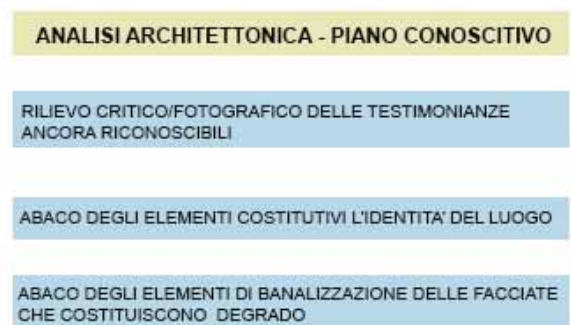 ANALISI ARCHITETTONICA - PIANO CONOSCITIVO
RILIEVO CRITICO/FOTOGRAFICO DELLE TESTIMONIANZE
ANCORA RICONOSCIBILI
ABACO DEGLI ELEMENTI COSTITUTIVI L'IDENTITA' DEL LUOGO
ABACO DEGLI ELEMENTI DI BANALIZZAZIONE DELLE FACCIATE
CHE COSTITUISCONO DEGRADO